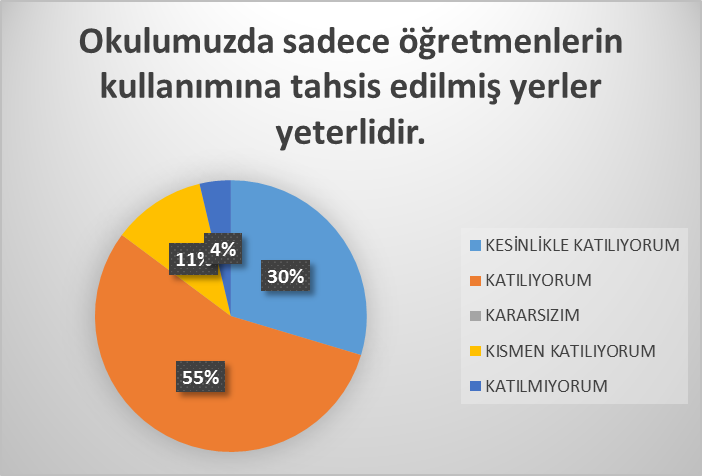 Okulumuzda sadece öğretmenlerin
kullanımına tahsis edilmiş yerler
yeterlidir.
4%
11%
30%
55%
KESİNLİKLE KATILIYORUM
KATILIYORUM
KARARSIZIM
KISMEN KATILIYORUM
KATILMIYORUM